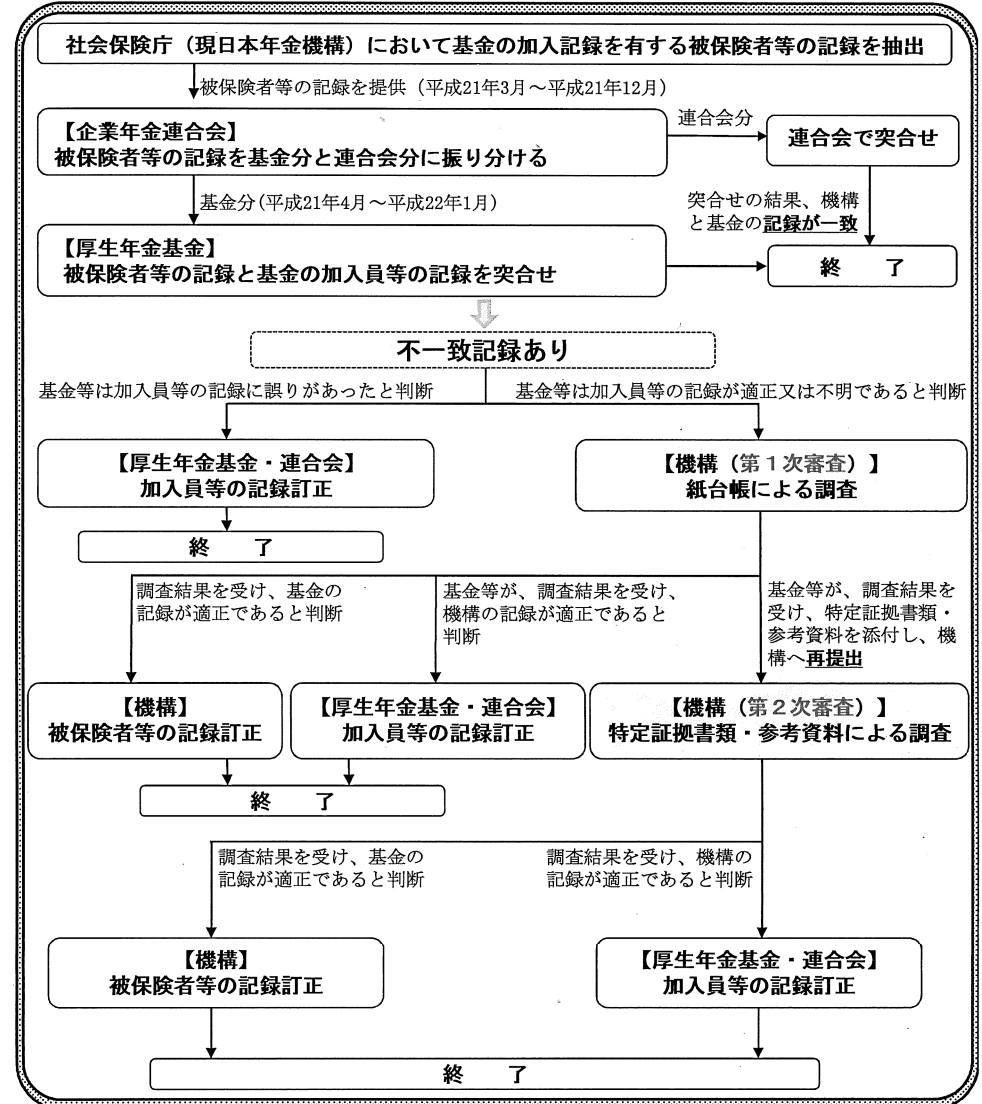 社会保険庁（現日本年金機構）において基金の加入記録を有する被保険者等の記録を抽出
被保険者等の記録を提供（平成21年3月～平成21年12月）
【企業年金連合会】
被保険者等の記録を基金分と連合会分に振り分ける
連合会分
連合会で突合せ
基金分（平成21年4月～平成22年1月）
突合せの結果、機構
と基金の記録が一致
【厚生年金基金】
被保険者等の記録と基金の加入員等の記録を突合せ
終　了
不一致記録あり
基金等は加入員等の記録に誤りがあったと判断
基金等は加入員等の記録が適正又は不明であると判断
【厚生年金基金・連合会】
加入員等の記録訂正
【機構（第１次審査）】
紙台帳による調査
終　了
調査結果を受け、基金の
記録が適正であると判断
基金等が、調査結果を受け、
機構の記録が適正であると
判断
基金等が、調査結果を
受け、特定証拠書類・
参考資料を添付し、機
構へ再提出
【機構】
被保険者等の記録訂正
【厚生年金基金・連合会】
加入員等の記録訂正
【機構（第２次審査）】
特定証拠書類・参考資料による調査
終　了
調査結果を受け、基金の
記録が適正であると判断
調査結果を受け、機構の
記録が適正であると判断
【機構】
被保険者等の記録訂正
【厚生年金基金・連合会】
加入員等の記録訂正
終　了